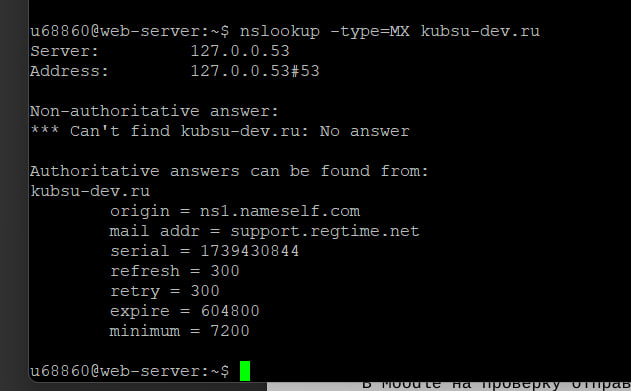 u68860@web-server:~$ nslookup -type=MX kubsu-dev.ru
Server:         127.0.0.53
Address:        127.0.0.53#53

Non-authoritative answer:
*** Can't find kubsu-dev.ru: No answer

Authoritative answers can be found from:
kubsu-dev.ru
        origin = ns1.nameself.com
        mail addr = support.regtime.net
        serial = 1739430844
        refresh = 300
        retry = 300
        expire = 604800
        minimum = 7200

u68860@web-server:~$
В Moodle на проверку отправ